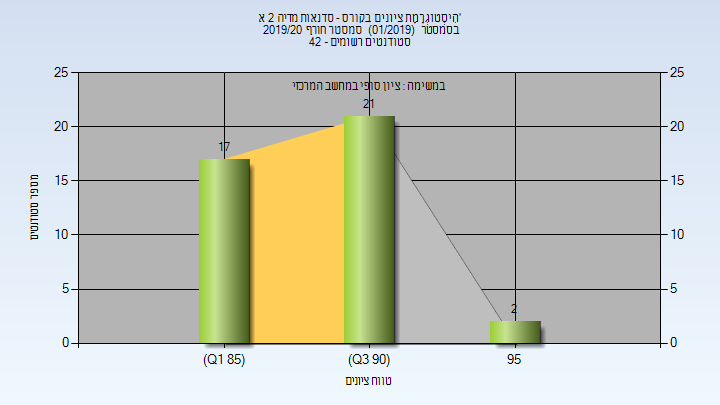 היסטוגרמת ציונים בקורס - סדנאות מדיה 2 א'
בסמסטר (01/2019) סמסטר חורף 2019/20
סטודנטים רשומים - 42
במשימה : ציון סופי במחשב המרכזי
25
20
15
10
5
0
25
20
15
10
5
0
17
21
2
מספר סטודנטים
(Q1 85)
(Q3 90)
95
טווח ציונים